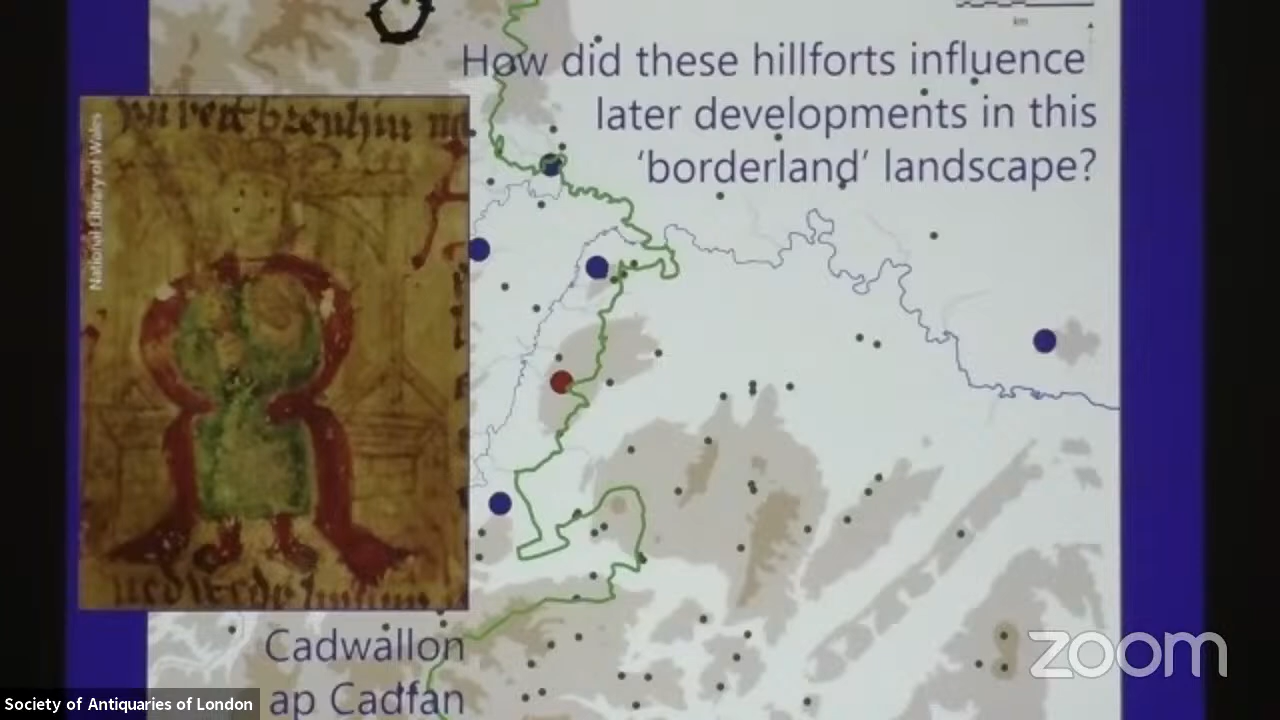 km
How did these hillforts influence
later developments in this
‘borderland’ landscape?
National Library of Wales
Cadwallon
ap Cadfan
Society of Antiquaries of London
zoom